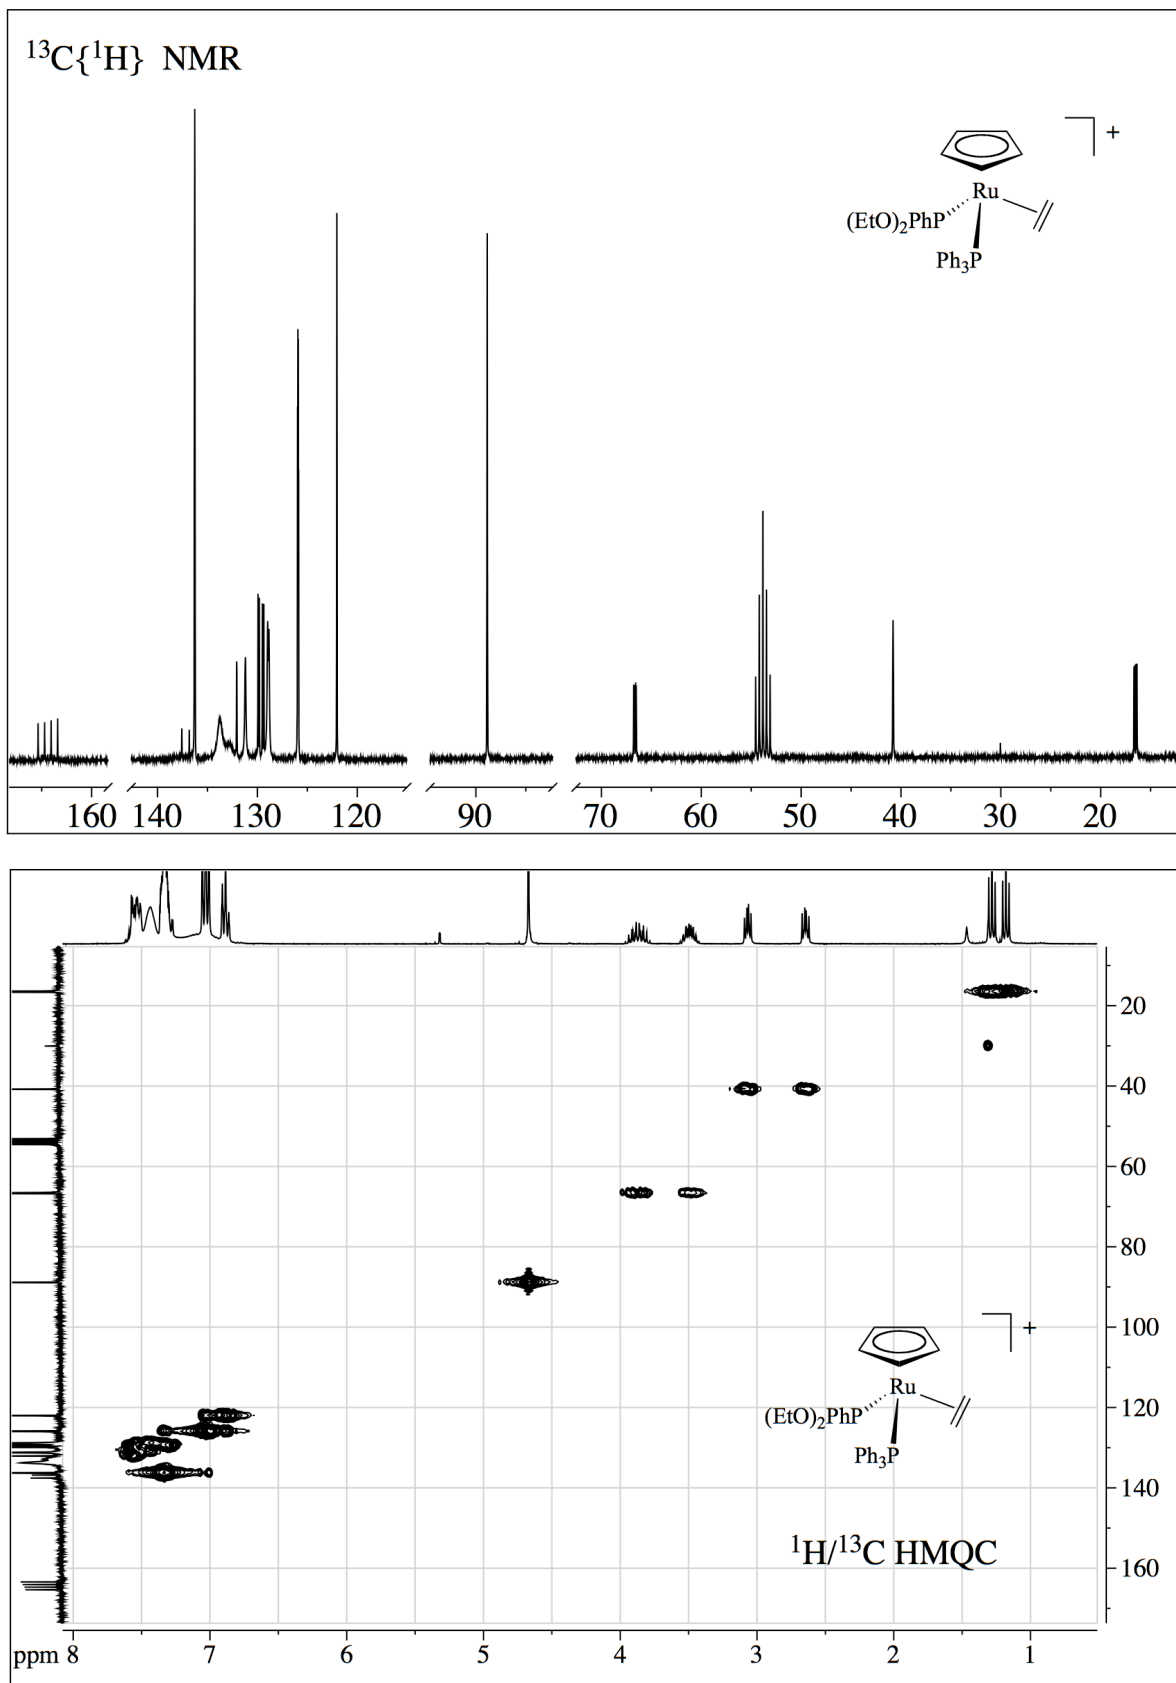 ¹³C{¹H} NMR
+
Ru
(EtO)₂PhP
Ph₃P
160 140 130 120 90 70 60 50 40 30 20
20
40
60
80
100
+
Ru
120
(EtO)₂PhP
Ph₃P
140
¹H/¹³C HMQC
160
ppm 8 7 6 5 4 3 2 1